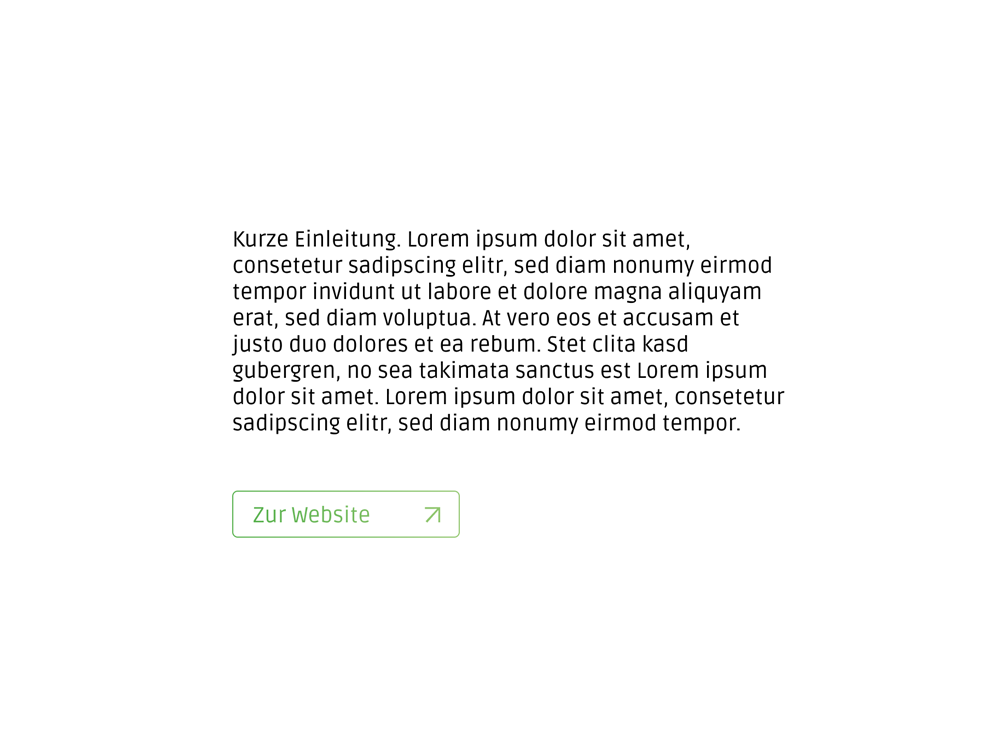 Kurze Einleitung. Lorem ipsum dolor sit amet,
consetetur sadipscing elitr, sed diam nonumy eirmod
tempor invidunt ut labore et dolore magna aliquyam
erat, sed diam voluptua. At vero eos et accusam et
justo duo dolores et ea rebum. Stet clita kasd
gubergren, no sea takimata sanctus est Lorem ipsum
dolor sit amet. Lorem ipsum dolor sit amet, consetetur
sadipscing elitr, sed diam nonumy eirmod tempor.
Zur Website